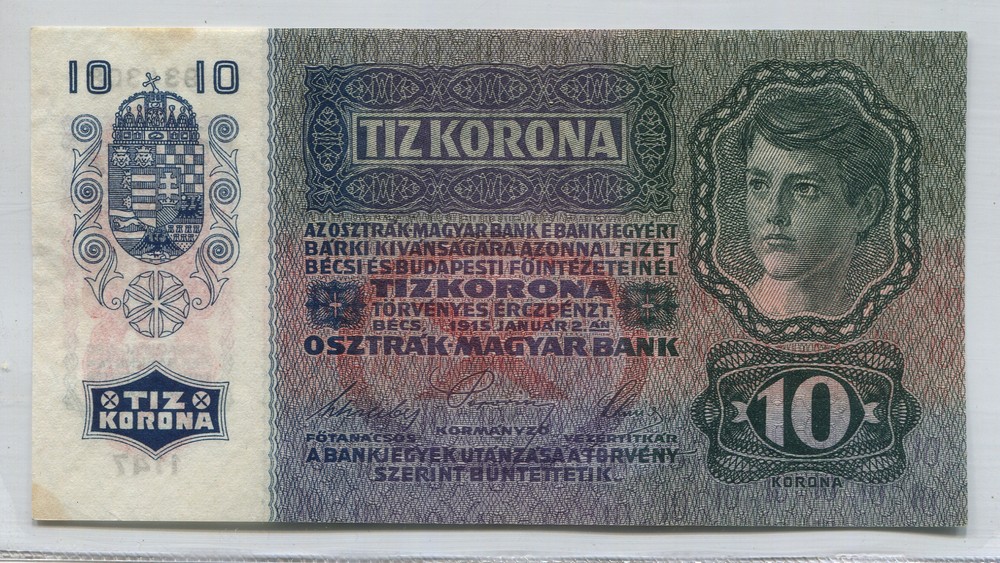 10 10
TIZ
KORONA
TIZ KORONA
AZ OSZTRÁK-MAGYAR BANK E BANKJEGYÉRT
BÁRKI KIVÁNSÁGÁRA AZONNAL FIZET
BÉCSI ÉS BUDAPESTI FŐINTÉZETEINÉL
TIZ KORONA
TÖRVÉNYES ÉRCZPÉNZT.
BÉCS, 1915 JANUÁR 2.ÁN
OSZTRÁK-MAGYAR BANK
FŐTANÁCSOS KORMÁNYZÓ VEZÉRTITKÁR
A BANKJEGYEK UTÁNZÁSA A TÖRVÉNY
SZERINT BÜNTETTETIK.
10
KORONA